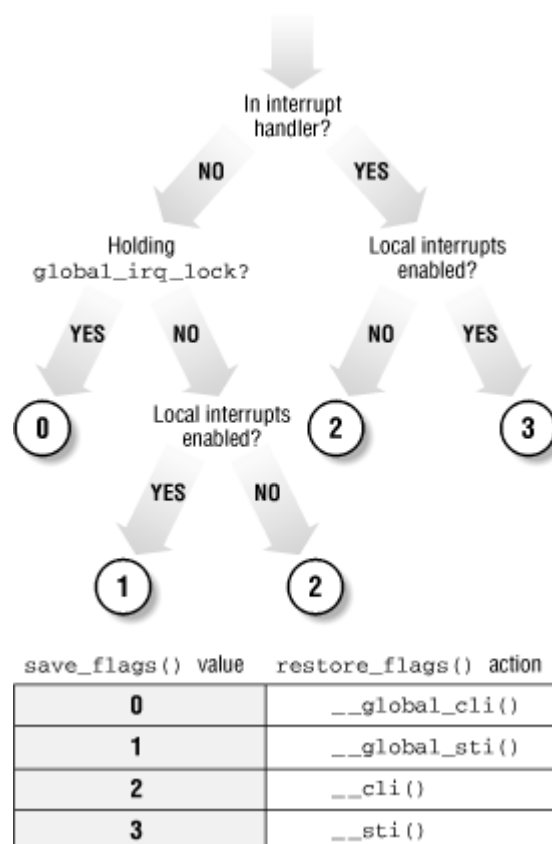 In interrupt
handler?
NO
YES
Holding
global_irq_lock?
Local interrupts
enabled?
YES
NO
NO
YES
0
Local interrupts
enabled?
2
3
YES
NO
1
2
save_flags() value restore_flags() action
0 __global_cli()
1 __global_sti()
2 __cli()
3 __sti()